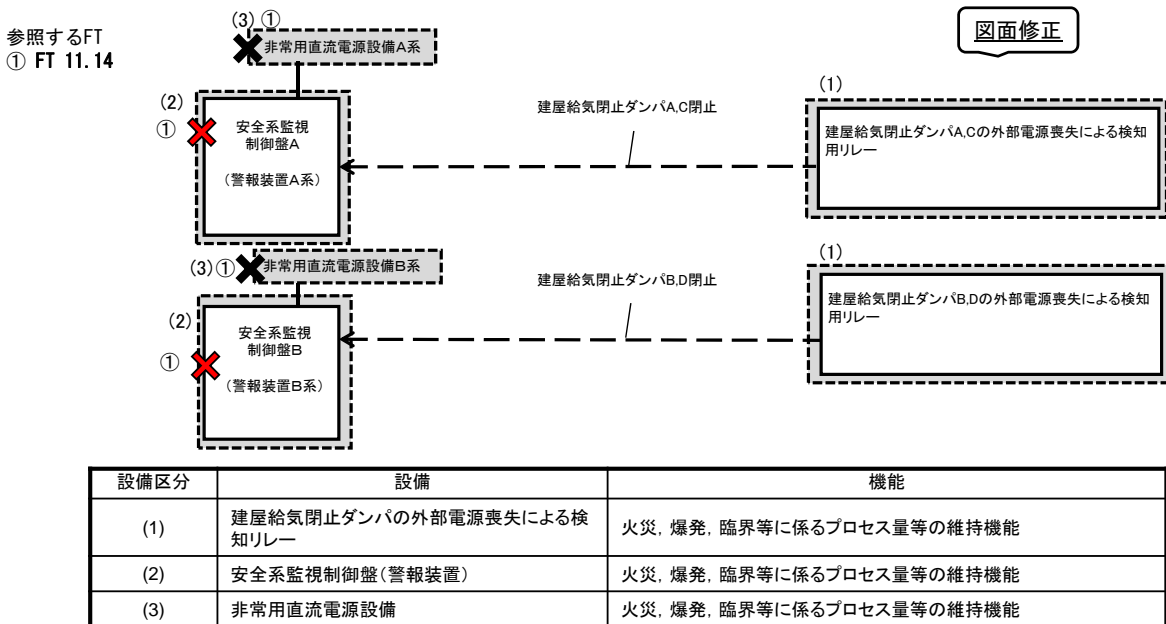 参照するFT
① FT 11.14
図面修正
(3) ①
非常用直流電源設備A系
(2)
①
安全系監視
制御盤A
(警報装置A系)
建屋給気閉止ダンパA,C閉止
(1)
建屋給気閉止ダンパA,Cの外部電源喪失による検知
用リレー
(3) ①
非常用直流電源設備B系
(2)
①
安全系監視
制御盤B
(警報装置B系)
建屋給気閉止ダンパB,D閉止
(1)
建屋給気閉止ダンパB,Dの外部電源喪失による検知
用リレー
設備区分 設備 機能
(1) 建屋給気閉止ダンパの外部電源喪失による検
知リレー 火災, 爆発, 臨界等に係るプロセス量等の維持機能
(2) 安全系監視制御盤(警報装置) 火災, 爆発, 臨界等に係るプロセス量等の維持機能
(3) 非常用直流電源設備 火災, 爆発, 臨界等に係るプロセス量等の維持機能